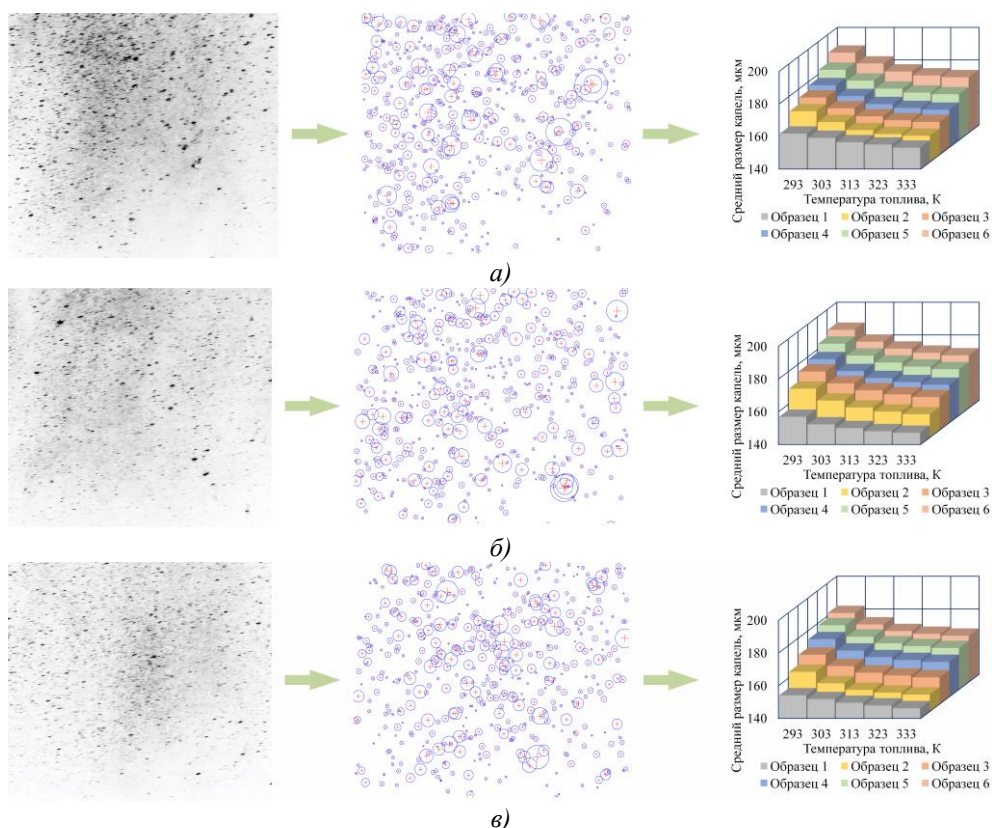 Средний размер капель, мкм
200
180
160
140
293 303 313 323 333
Температура топлива, К
Образец 1 Образец 2 Образец 3
Образец 4 Образец 5 Образец 6
а)
Средний размер капель, мкм
200
180
160
140
293 303 313 323 333
Температура топлива, К
Образец 1 Образец 2 Образец 3
Образец 4 Образец 5 Образец 6
б)
Средний размер капель, мкм
200
180
160
140
293 303 313 323 333
Температура топлива, К
Образец 1 Образец 2 Образец 3
Образец 4 Образец 5 Образец 6
в)